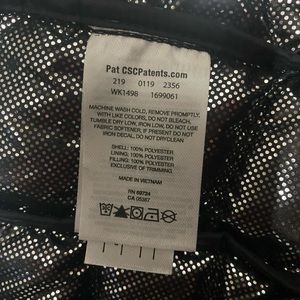 Pat CSCPatents.com
219 0119 2356
WK1498 1699061
MACHINE WASH COLD, REMOVE PROMPTLY,
WITH LIKE COLORS, DO NOT BLEACH,
TUMBLE DRY LOW, IRON LOW, DO NOT USE
FABRIC SOFTENER, IF PRESENT DO NOT
IRON DECAL, DO NOT DRYCLEAN
SHELL: 100% POLYESTER
LINING: 100% POLYESTER
FILLING: 100% POLYESTER
EXCLUSIVE OF TRIMMING
MADE IN VIETNAM
RN 69724
CA 05367